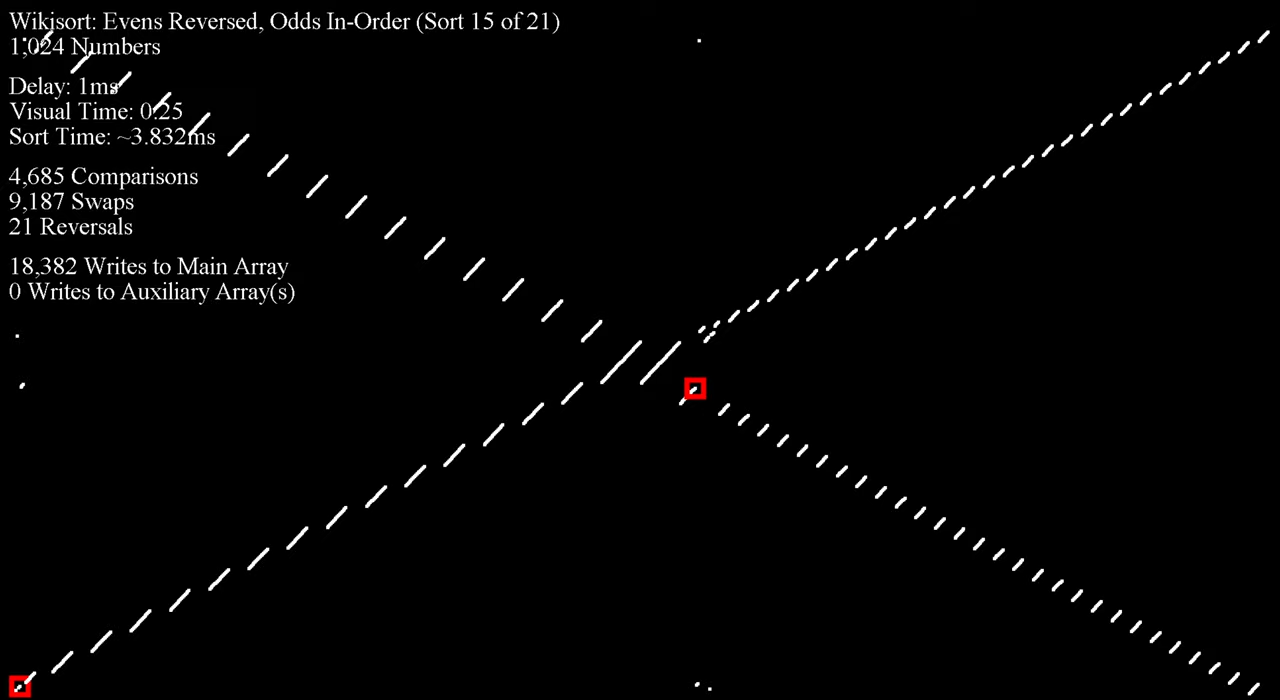 Wikisort: Evens Reversed, Odds In-Order (Sort 15 of 21)
1,024 Numbers
Delay: 1ms
Visual Time: 0:25
Sort Time: ~3.832ms
4,685 Comparisons
9,187 Swaps
21 Reversals
18,382 Writes to Main Array
0 Writes to Auxiliary Array(s)